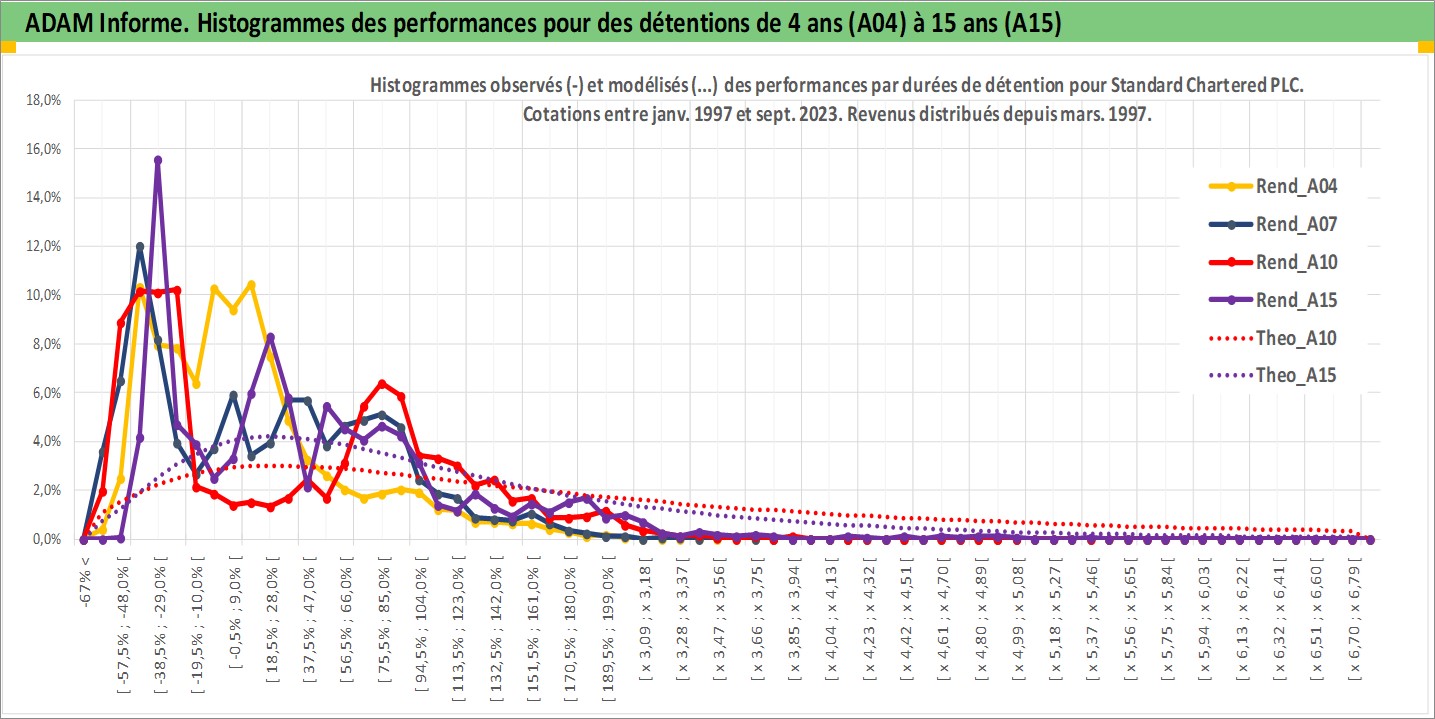 ADAM Informe. Histogrammes des performances pour des détentions de 4 ans (A04) à 15 ans (A15)
Histogrammes observés (-) et modélisés (...) des performances par durées de détention pour Standard Chartered PLC.
Cotations entre janv. 1997 et sept. 2023. Revenus distribués depuis mars. 1997.
18,0%
16,0%
14,0%
12,0%
10,0%
8,0%
6,0%
4,0%
2,0%
0,0%
Rend_A04
Rend_A07
Rend_A10
Rend_A15
Theo_A10
Theo_A15
-67% <
[ -57,5% ; -48,0% [
[ -38,5% ; -29,0% [
[ -19,5% ; -10,0% [
[ -0,5% ; 9,0% [
[ 18,5% ; 28,0% [
[ 37,5% ; 47,0% [
[ 56,5% ; 66,0% [
[ 75,5% ; 85,0% [
[ 94,5% ; 104,0% [
[ 113,5% ; 123,0% [
[ 132,5% ; 142,0% [
[ 151,5% ; 161,0% [
[ 170,5% ; 180,0% [
[ 189,5% ; 199,0% [
[ x 3,09 ; x 3,18 [
[ x 3,28 ; x 3,37 [
[ x 3,47 ; x 3,56 [
[ x 3,66 ; x 3,75 [
[ x 3,85 ; x 3,94 [
[ x 4,04 ; x 4,13 [
[ x 4,23 ; x 4,32 [
[ x 4,42 ; x 4,51 [
[ x 4,61 ; x 4,70 [
[ x 4,80 ; x 4,89 [
[ x 4,99 ; x 5,08 [
[ x 5,18 ; x 5,27 [
[ x 5,37 ; x 5,46 [
[ x 5,56 ; x 5,65 [
[ x 5,75 ; x 5,84 [
[ x 5,94 ; x 6,03 [
[ x 6,13 ; x 6,22 [
[ x 6,32 ; x 6,41 [
[ x 6,51 ; x 6,60 [
[ x 6,70 ; x 6,79 [